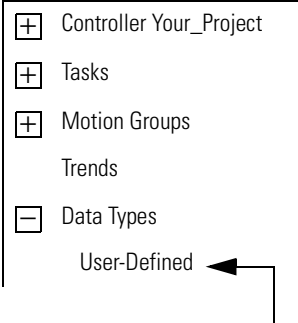 Controller Your_Project
Tasks
Motion Groups
Trends
Data Types
User-Defined